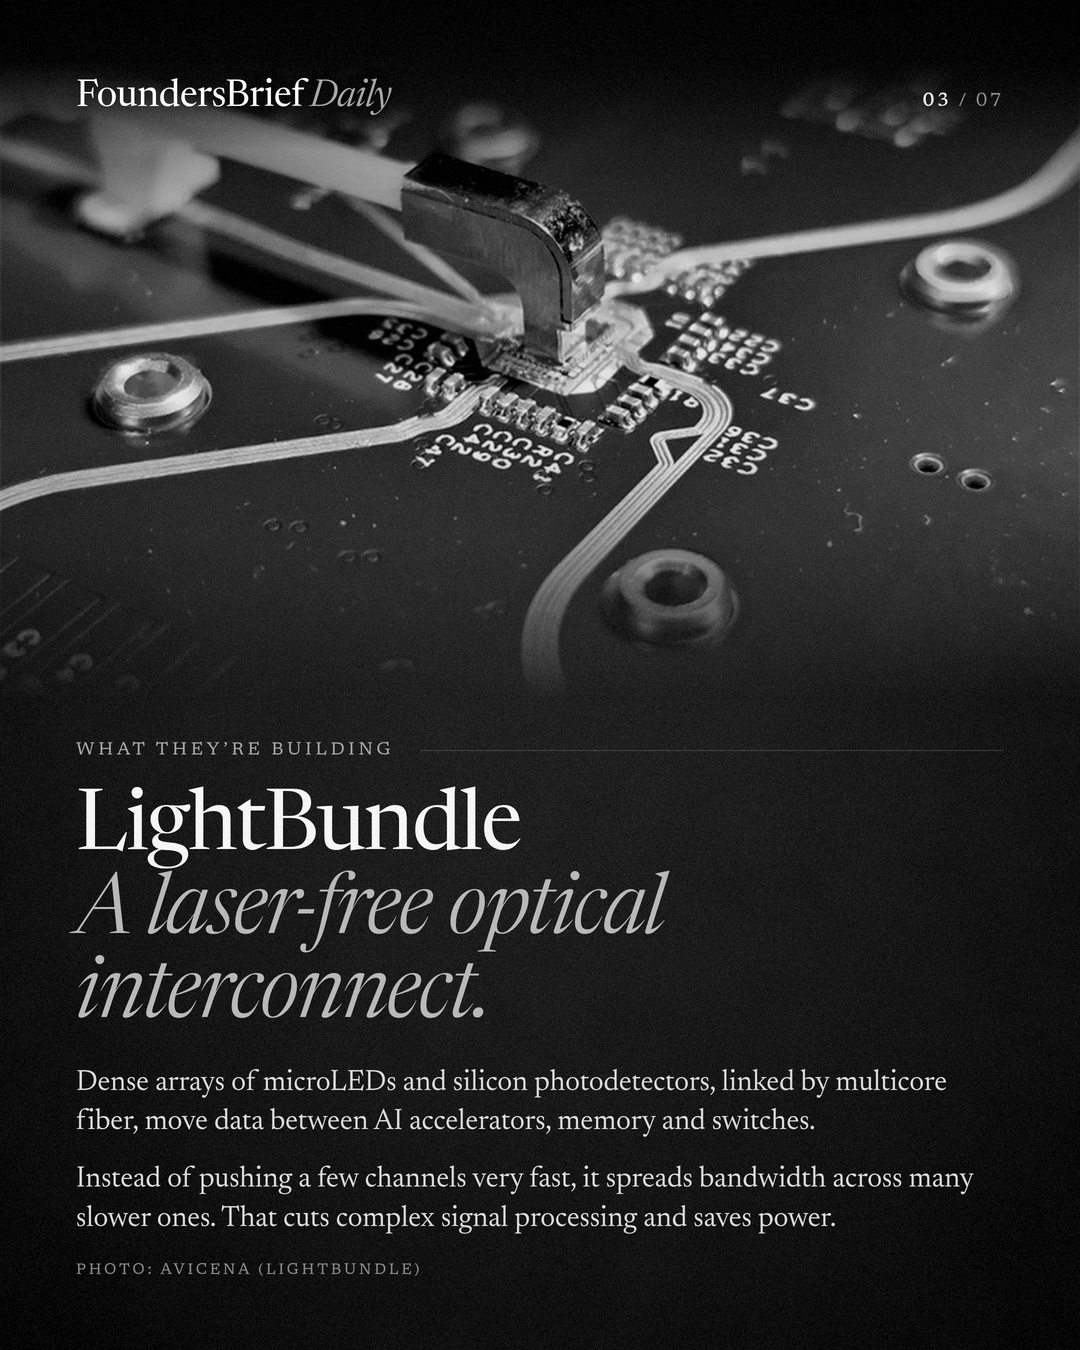 FoundersBrief Daily
03 / 07
WHAT THEY’RE BUILDING
LightBundle
A laser-free optical
interconnect.
Dense arrays of microLEDs and silicon photodetectors, linked by multicore
fiber, move data between AI accelerators, memory and switches.
Instead of pushing a few channels very fast, it spreads bandwidth across many
slower ones. That cuts complex signal processing and saves power.
PHOTO: AVICENA (LIGHTBUNDLE)
C37